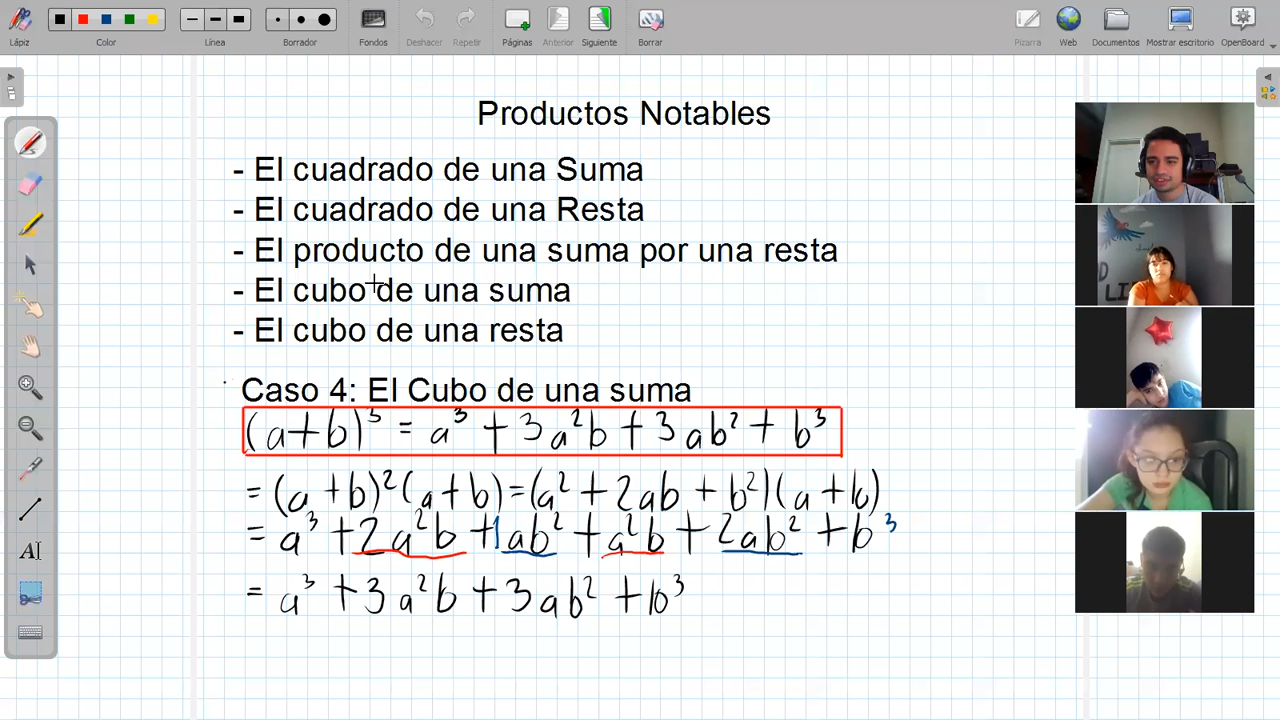 Lápiz Color Línea Borrador Fondos Deshacer Repetir Páginas Anterior Siguiente Borrar Pizarra Web Documentos Mostrar escritorio OpenBoard
Productos Notables
- El cuadrado de una Suma
- El cuadrado de una Resta
- El producto de una suma por una resta
- El cubo de una suma
- El cubo de una resta
Caso 4: El Cubo de una suma
(a+b)³ = a³ + 3a²b + 3ab² + b³
= (a+b)²(a+b) = (a² + 2ab + b²)(a+b)
= a³ + 2a²b + 1ab² + a²b + 2ab² + b³
= a³ + 3a²b + 3ab² + b³